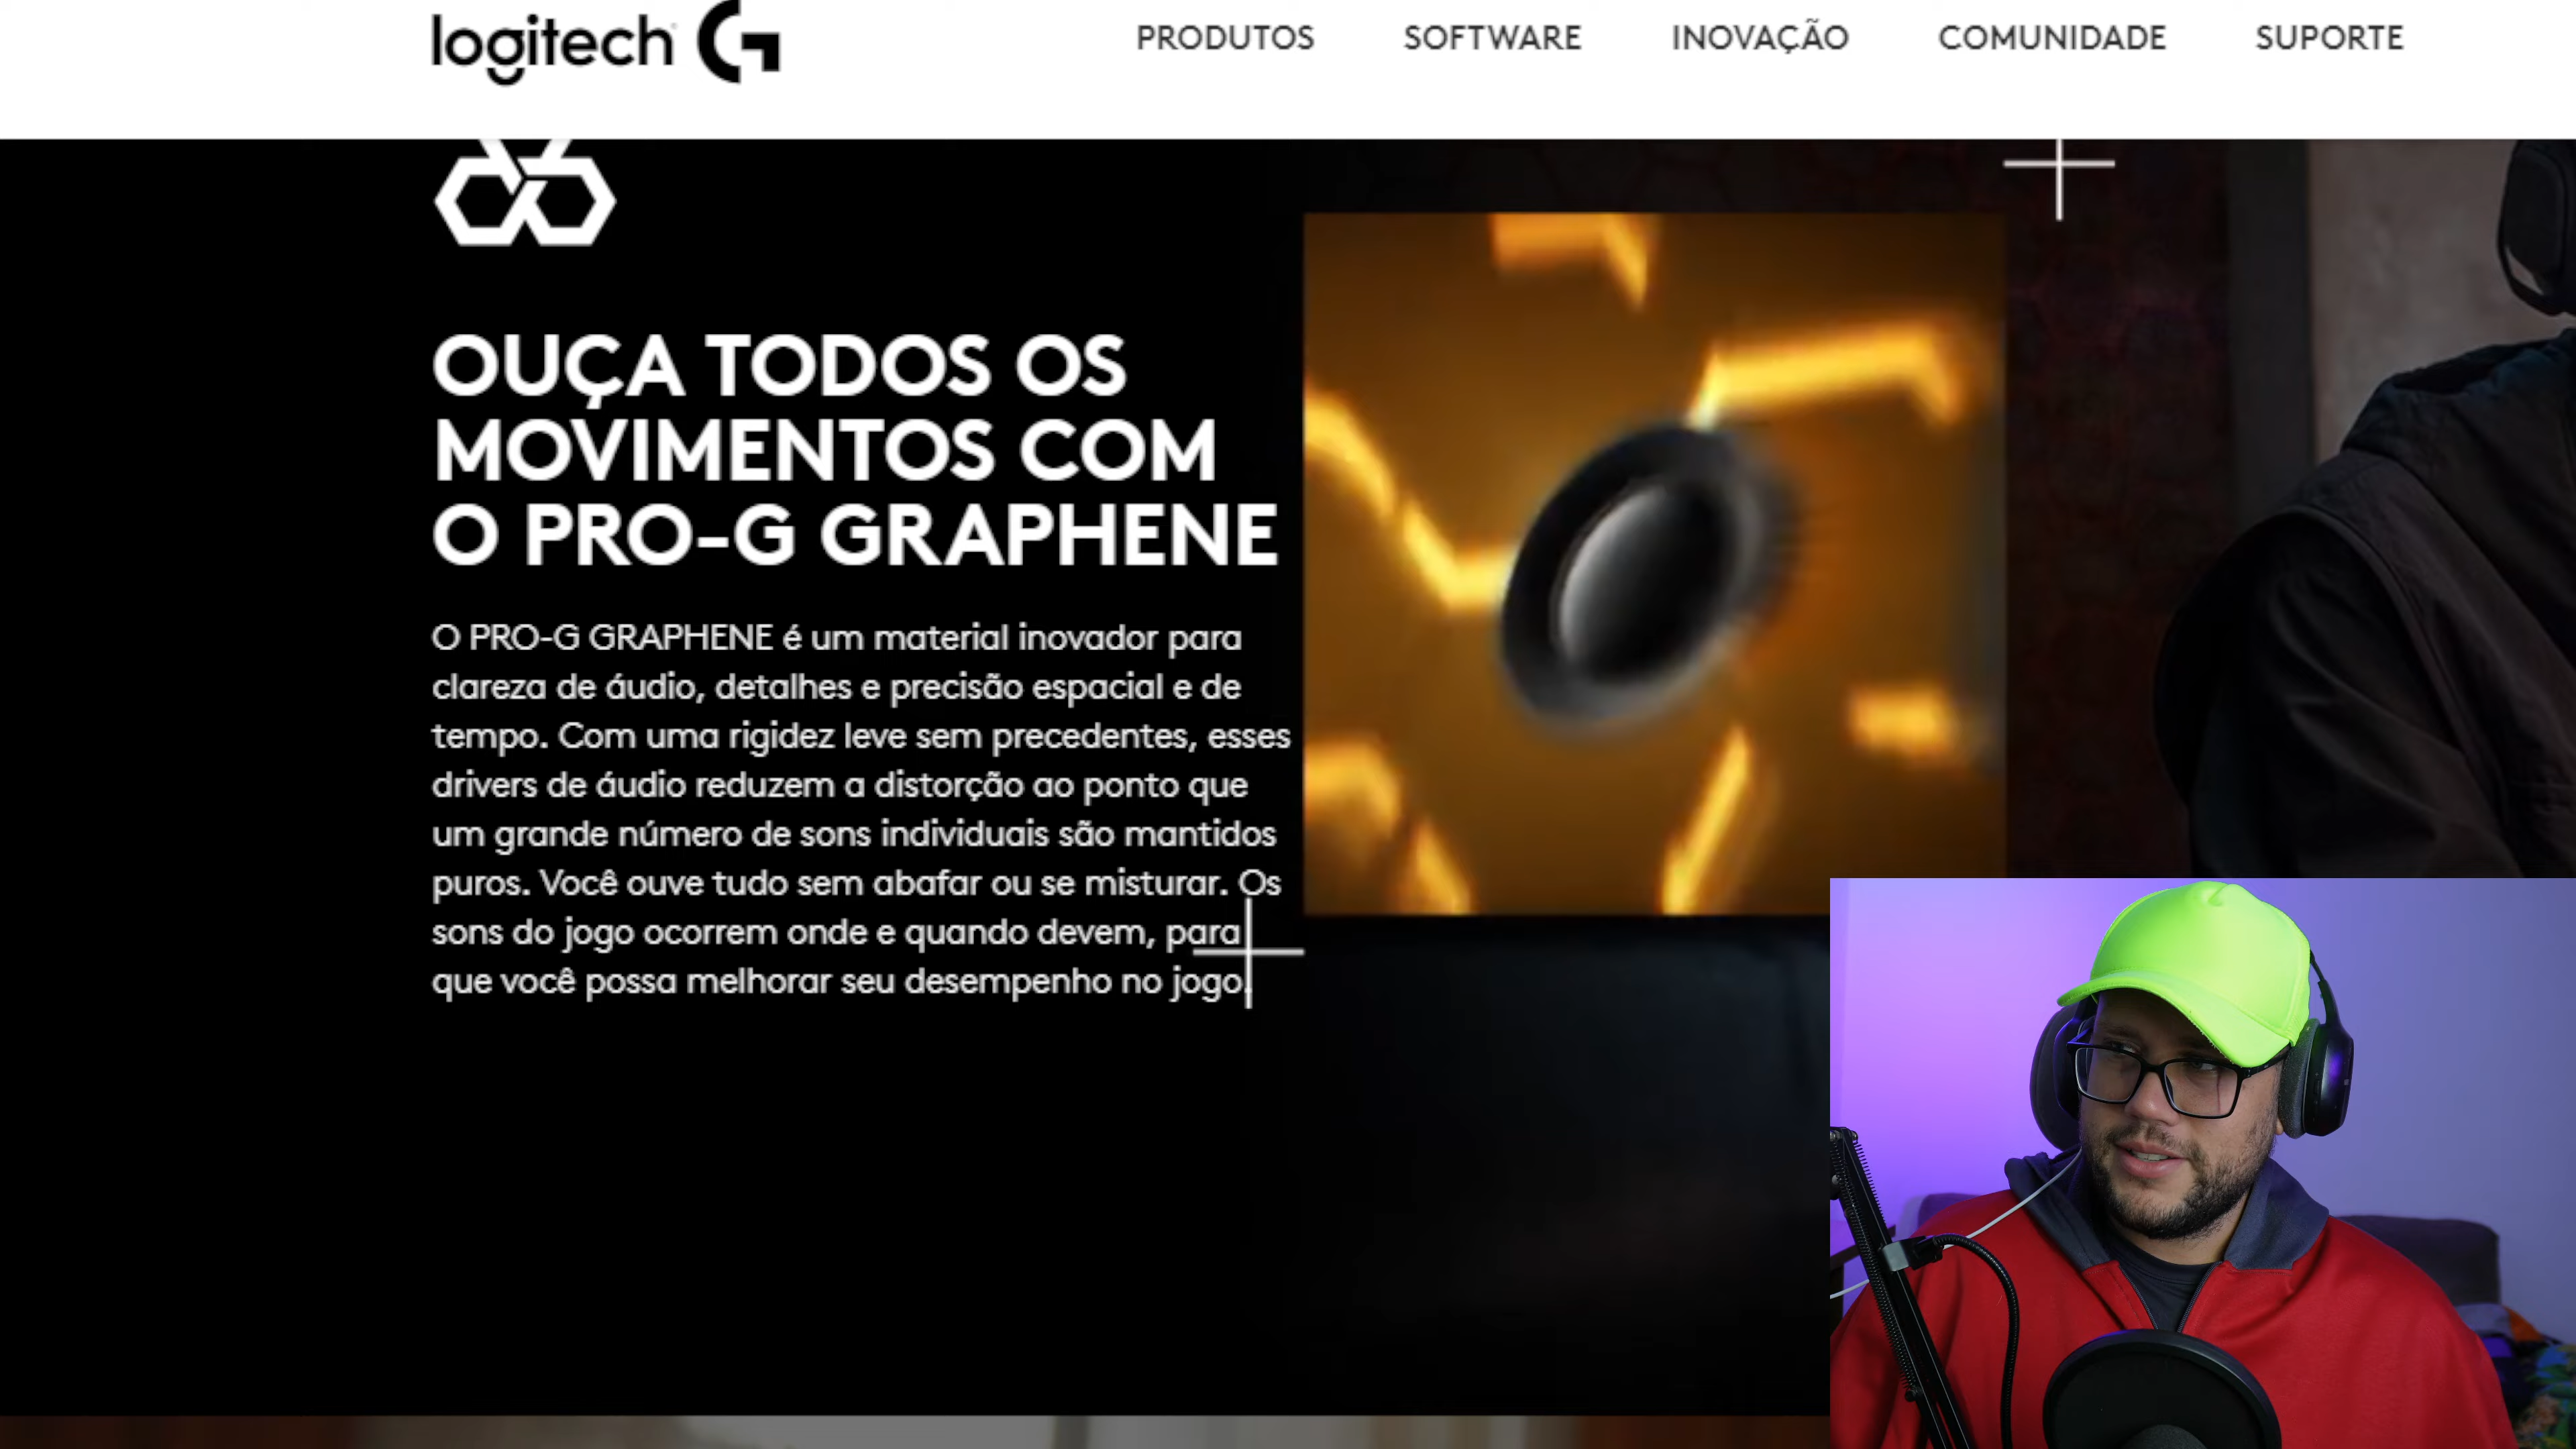 logitech G
PRODUTOS SOFTWARE INOVAÇÃO COMUNIDADE SUPORTE
OUÇA TODOS OS
MOVIMENTOS COM
O PRO-G GRAPHENE
O PRO-G GRAPHENE é um material inovador para
clareza de áudio, detalhes e precisão espacial e de
tempo. Com uma rigidez leve sem precedentes, esses
drivers de áudio reduzem a distorção ao ponto que
um grande número de sons individuais são mantidos
puros. Você ouve tudo sem abafar ou se misturar. Os
sons do jogo ocorrem onde e quando devem, para
que você possa melhorar seu desempenho no jogo.